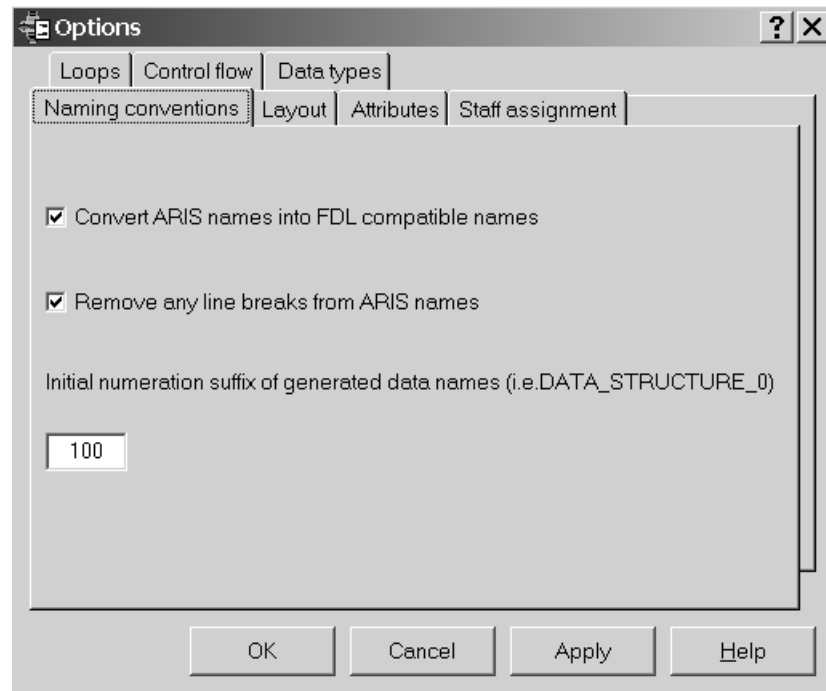 Options ? X
Loops Control flow Data types
Naming conventions Layout Attributes Staff assignment
Convert ARIS names into FDL compatible names
Remove any line breaks from ARIS names
Initial numeration suffix of generated data names (i.e.DATA_STRUCTURE_0)
100
OK Cancel Apply Help